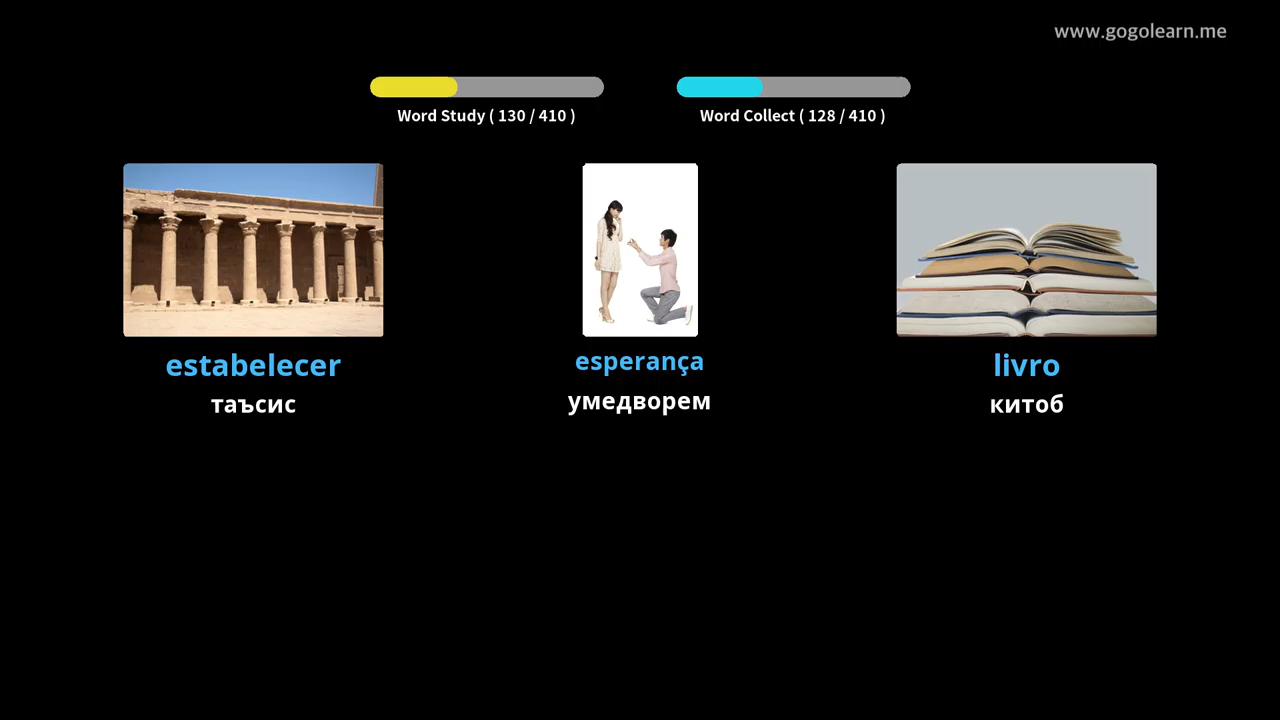 www.gogolearn.me
Word Study ( 130 / 410 )
Word Collect ( 128 / 410 )
estabelecer
таъсис
esperança
умедворем
livro
китоб